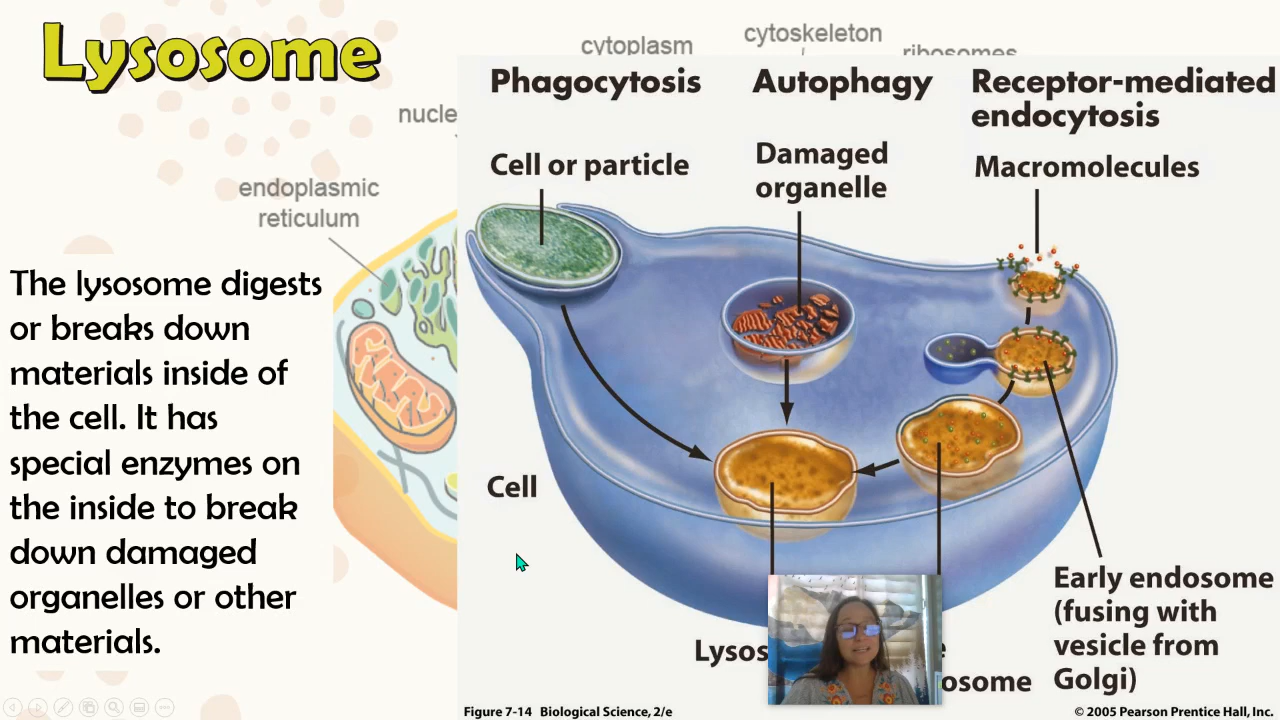 Lysosome
cytoplasm
cytoskeleton
ribosomes
nucle
endoplasmic
reticulum
The lysosome digests
or breaks down
materials inside of
the cell. It has
special enzymes on
the inside to break
down damaged
organelles or other
materials.
Phagocytosis
Autophagy
Receptor-mediated
endocytosis
Cell or particle
Damaged
organelle
Macromolecules
Cell
Lysos
e
osome
Early endosome
(fusing with
vesicle from
Golgi)
Figure 7-14 Biological Science, 2/e
© 2005 Pearson Prentice Hall, Inc.